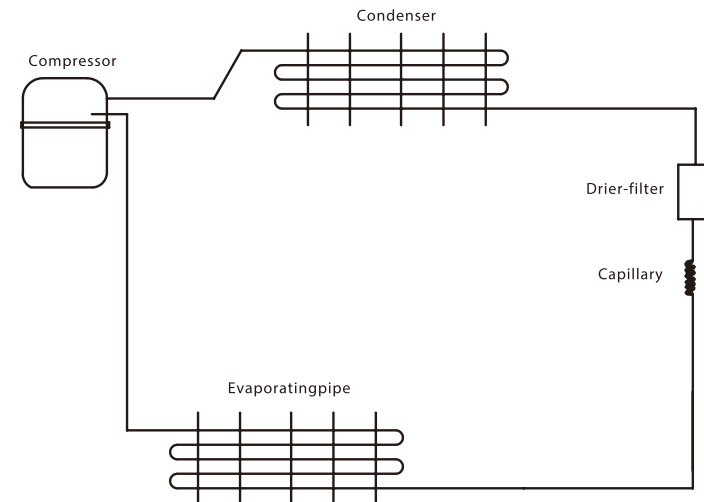 Condenser
Compressor
Drier-filter
Capillary
Evaporatingpipe